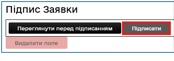 Підпис Заявки
Переглянути перед підписанням Підписати
Видалити поле